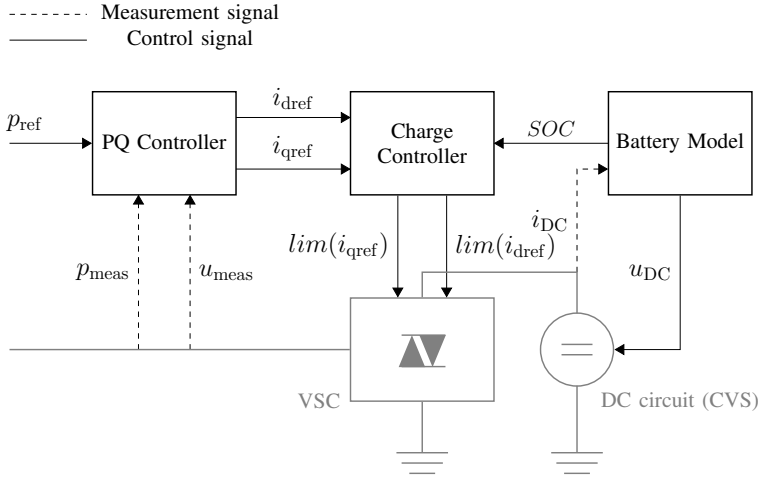 Measurement signal
Control signal
p_ref
PQ Controller
i_dref
i_qref
Charge
Controller
SOC
Battery Model
i_DC
lim(i_qref)
lim(i_dref)
p_meas
u_meas
u_DC
VSC
DC circuit (CVS)